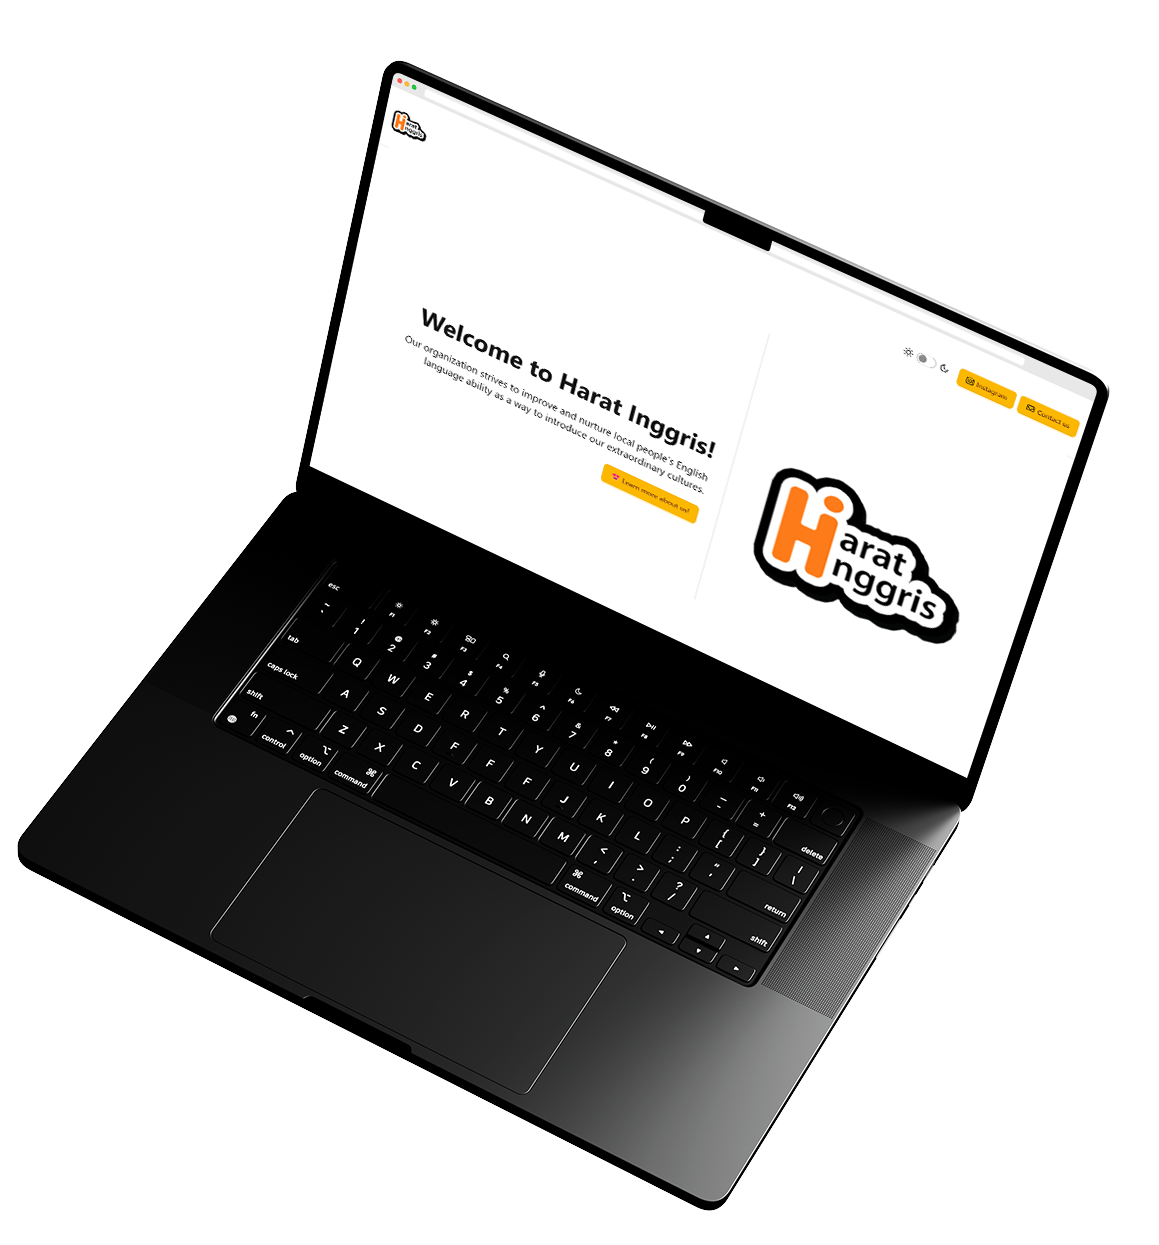 Harat
Inggris
Instagram
Contact us
Welcome to Harat Inggris!
Our organization strives to improve and nurture local people's English
language ability as a way to introduce our extraordinary cultures.
Learn more about us!
Harat
Inggris
esc F1 F2 F3 F4 F5 F6 F7 F8 F9 F10 F11 F12
~ ! @ # $ % ^ & * ( ) _ +
` 1 2 3 4 5 6 7 8 9 0 - = delete
tab Q W E R T Y U I O P { [ } ] | \
caps lock A S D F F F J K L : ; " ' return
shift Z X C V B N M < , > . ? / shift
fn control option command command option